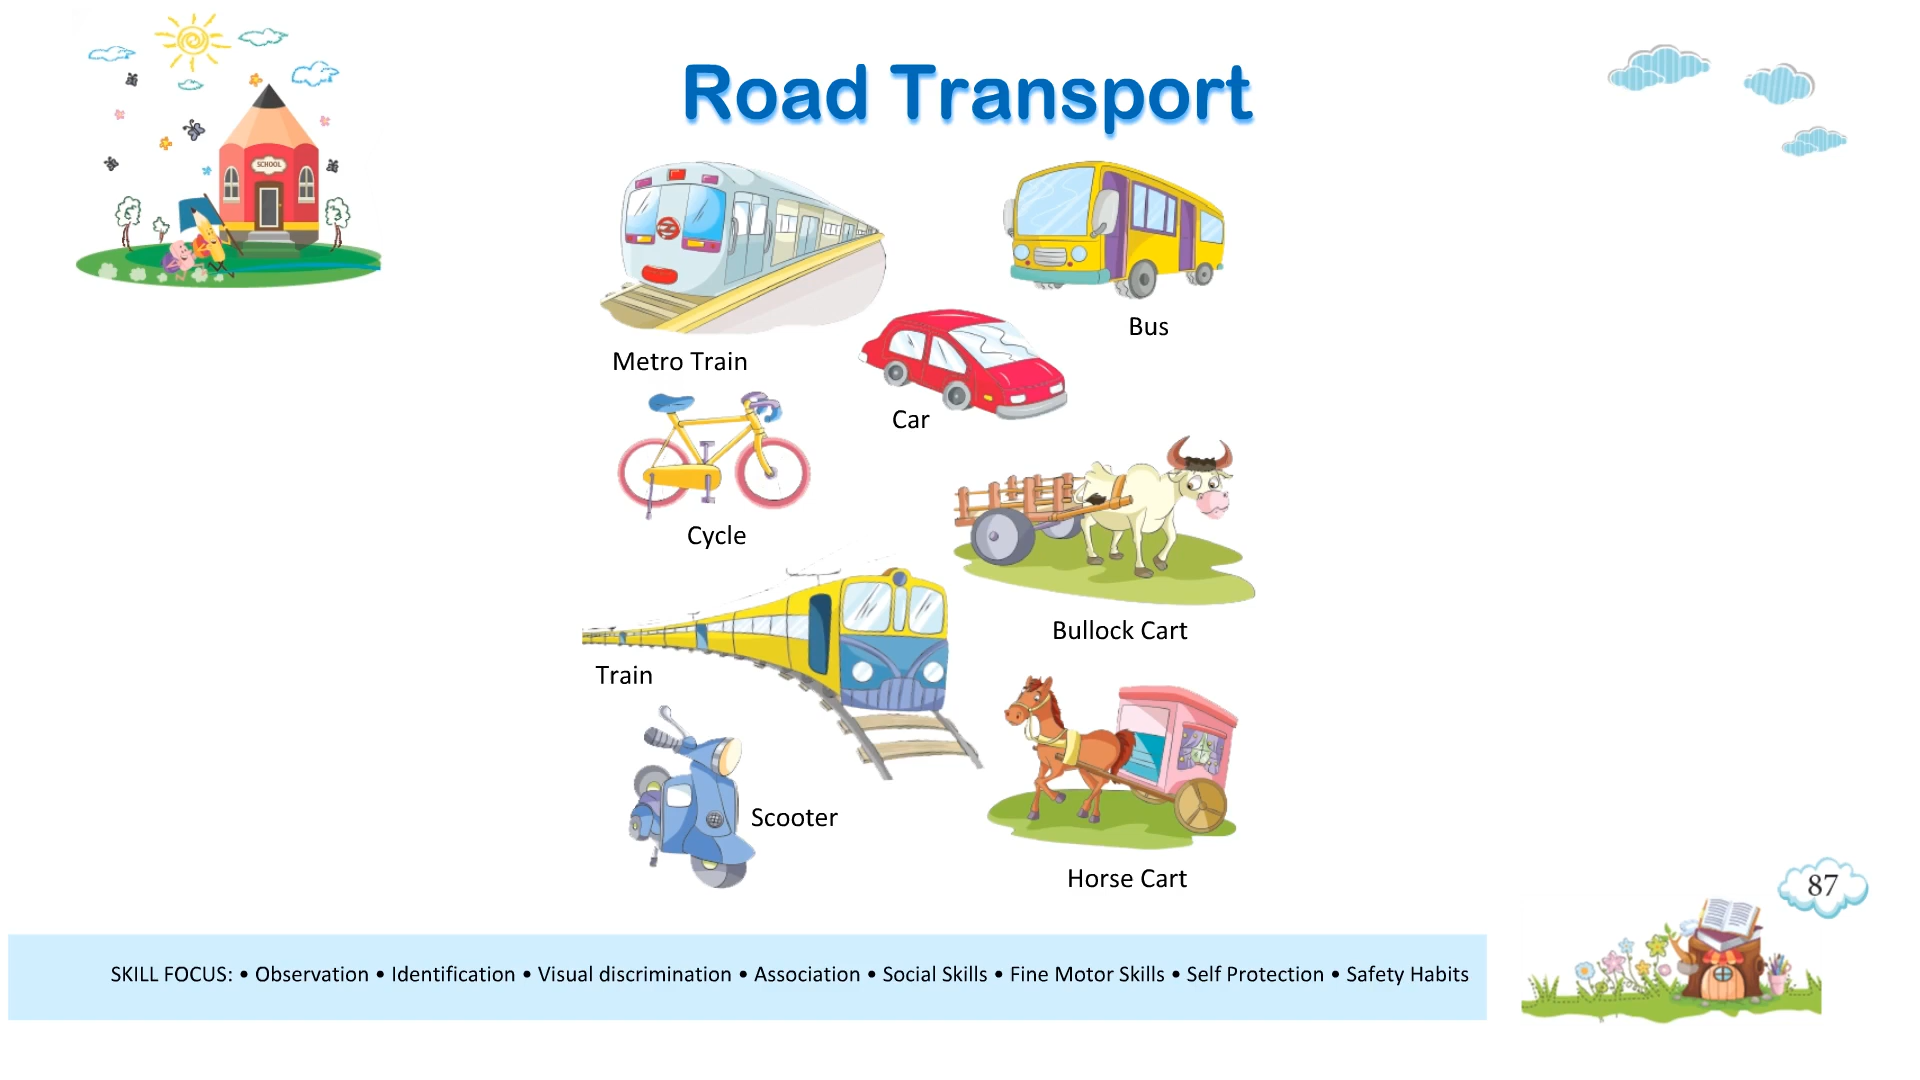 Road Transport
SCHOOL
Metro Train
Bus
Car
Cycle
Bullock Cart
Train
Scooter
Horse Cart
87
SKILL FOCUS: • Observation • Identification • Visual discrimination • Association • Social Skills • Fine Motor Skills • Self Protection • Safety Habits